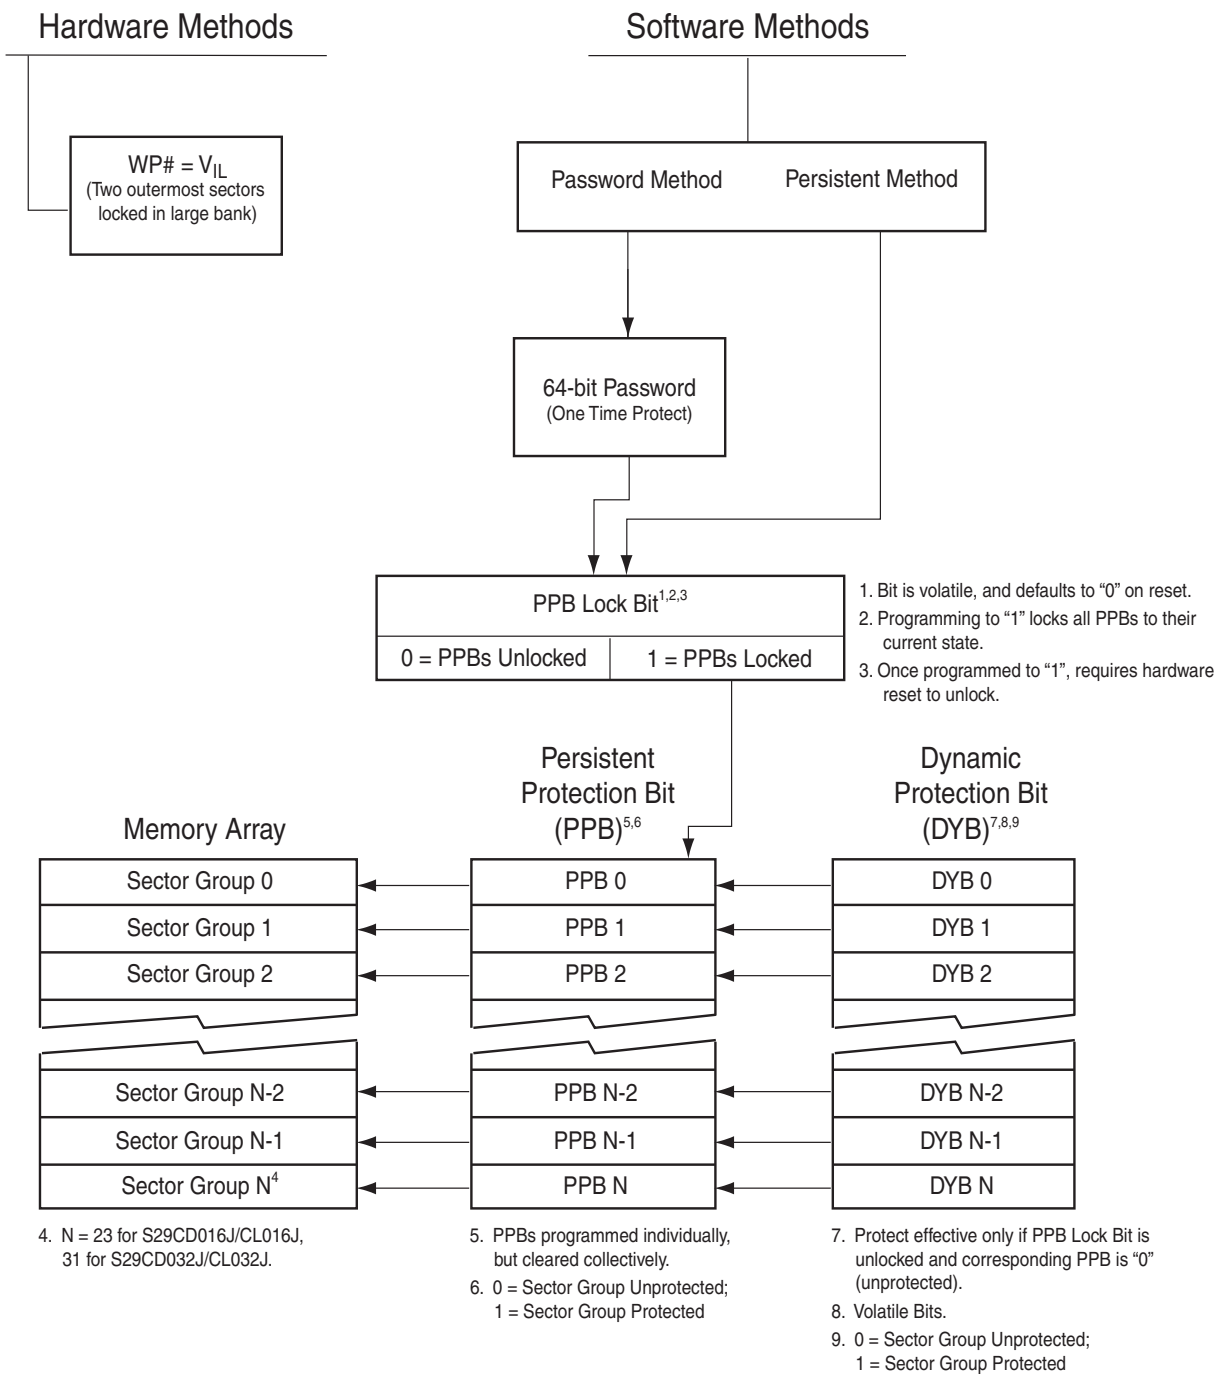 Hardware Methods
Software Methods
WP# = VIL
(Two outermost sectors
locked in large bank)
Password Method
Persistent Method
64-bit Password
(One Time Protect)
PPB Lock Bit1,2,3
0 = PPBs Unlocked
1 = PPBs Locked
1. Bit is volatile, and defaults to “0” on reset.
2. Programming to “1” locks all PPBs to their
current state.
3. Once programmed to “1”, requires hardware
reset to unlock.
Memory Array
Persistent
Protection Bit
(PPB)5,6
Dynamic
Protection Bit
(DYB)7,8,9
Sector Group 0
PPB 0
DYB 0
Sector Group 1
PPB 1
DYB 1
Sector Group 2
PPB 2
DYB 2
Sector Group N-2
PPB N-2
DYB N-2
Sector Group N-1
PPB N-1
DYB N-1
Sector Group N4
PPB N
DYB N
4. N = 23 for S29CD016J/CL016J,
31 for S29CD032J/CL032J.
5. PPBs programmed individually,
but cleared collectively.
6. 0 = Sector Group Unprotected;
1 = Sector Group Protected
7. Protect effective only if PPB Lock Bit is
unlocked and corresponding PPB is “0”
(unprotected).
8. Volatile Bits.
9. 0 = Sector Group Unprotected;
1 = Sector Group Protected